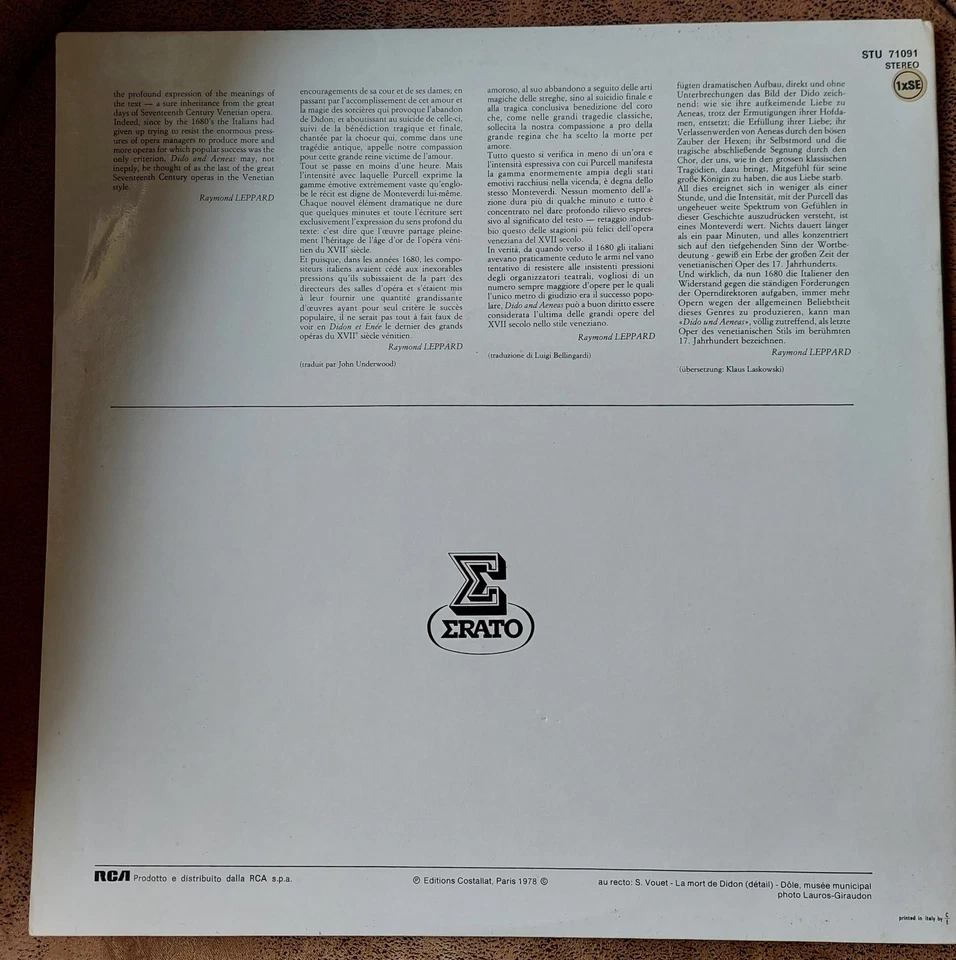 STU 71091
STEREO
1xSE
the profound expression of the meanings of
the text — a sure inheritance from the great
days of Seventeenth Century Venetian opera.
Indeed, since by the 1680's the Italians had
given up trying to resist the enormous press-
ures of opera managers to produce more and
more operas for which popular success was the
only criterion, Dido and Aeneas may, not
ineptly, be thought of as the last of the great
Seventeenth Century operas in the Venetian
style.
Raymond LEPPARD
encouragements de sa cour et de ses dames; en
passant par l'accomplissement de cet amour et
la magie des sorcières qui provoque l'abandon
de Didon; et aboutissant au suicide de celle-ci,
suivi de la bénédiction tragique et finale,
chantée par la choeur qui, comme dans une
tragédie antique, appelle notre compassion
pour cette grande reine victime de l'amour.
Tout se passe en moins d'une heure. Mais
l'intensité avec laquelle Purcell exprime la
gamme émotive extrêmement vaste qu'englo-
be le récit est digne de Monteverdi lui-même.
Chaque nouvel élément dramatique ne dure
que quelques minutes et toute l'écriture sert
exclusivement l'expression du sens profond du
texte: c'est dire que l'œuvre partage pleine-
ment l'héritage de l'âge d'or de l'opéra véni-
tien du XVIIe siècle.
Et puisque, dans les années 1680, les compo-
siteurs italiens avaient cédé aux inexorables
pressions qu'ils subissaient de la part des
directeurs des salles d'opéra et s'étaient mis
à leur fournir une quantité grandissante
d'œuvres ayant pour seul critère le succès
populaire, il ne serait pas tout à fait faux de
voir en Didon et Enée le dernier des grands
opéras du XVIIe siècle vénitien.
Raymond LEPPARD
(traduit par John Underwood)
amoroso, al suo abbandono a seguito delle arti
magiche delle streghe, sino al suicidio finale e
alla tragica conclusiva benedizione del coro
che, come nelle grandi tragedie classiche,
sollecita la nostra compassione a pro della
grande regina che ha scelto la morte per
amore.
Tutto questo si verifica in meno di un'ora e
l'intensità espressiva con cui Purcell manifesta
la gamma enormemente ampia degli stati
emotivi racchiusi nella vicenda, è degna dello
stesso Monteverdi. Nessun momento dell'a-
zione dura più di qualche minuto e tutto è
concentrato nel dare profondo rilievo espres-
sivo al significato del testo — retaggio indub-
bio questo delle stagioni più felici dell'opera
veneziana del XVII secolo.
In verità, da quando verso il 1680 gli italiani
avevano praticamente ceduto le armi nel vano
tentativo di resistere alle insistenti pressioni
degli organizzatori teatrali, vogliosi di un
numero sempre maggiore d'opere per le quali
l'unico metro di giudizio era il successo popo-
lare, Dido and Aeneas può a buon diritto essere
considerata l'ultima delle grandi opere del
XVII secolo nello stile veneziano.
Raymond LEPPARD
(traduzione di Luigi Bellingardi)
fügten dramatischen Aufbau, direkt und ohne
Unterbrechungen das Bild der Dido zeich-
nend: wie sie ihre aufkeimende Liebe zu
Aeneas, trotz der Ermutigungen ihrer Hofda-
men, entsetzt; die Erfüllung ihrer Liebe; ihr
Verlassenwerden von Aeneas durch den bösen
Zauber der Hexen; ihr Selbstmord und die
tragische abschließende Segnung durch den
Chor, der uns, wie in den grossen klassischen
Tragödien, dazu bringt, Mitgefühl für seine
große Königin zu haben, die aus Liebe starb.
All dies ereignet sich in weniger als einer
Stunde, und die Intensität, mit der Purcell das
ungeheuer weite Spektrum von Gefühlen in
dieser Geschichte auszudrücken versteht, ist
eines Monteverdi wert. Nichts dauert länger
als ein paar Minuten, und alles konzentriert
sich auf den tiefgehenden Sinn der Wortbe-
deutung - gewiß ein Erbe der großen Zeit der
venetianischen Oper des 17. Jahrhunderts.
Und wirklich, da nun 1680 die Italiener den
Widerstand gegen die ständigen Forderungen
der Operndirektoren aufgaben, immer mehr
Opern wegen der allgemeinen Beliebtheit
dieses Genres zu produzieren, kann man
«Dido und Aeneas», völlig zutreffend, als letzte
Oper des venetianischen Stils im berühmten
17. Jahrhundert bezeichnen.
Raymond LEPPARD
(übersetzung: Klaus Laskowski)
ERATO
RCA Prodotto e distribuito dalla RCA s.p.a.
℗ Editions Costallat, Paris 1978 ©
au recto: S. Vouet - La mort de Didon (détail) - Dôle, musée municipal
photo Lauros-Giraudon
printed in italy by